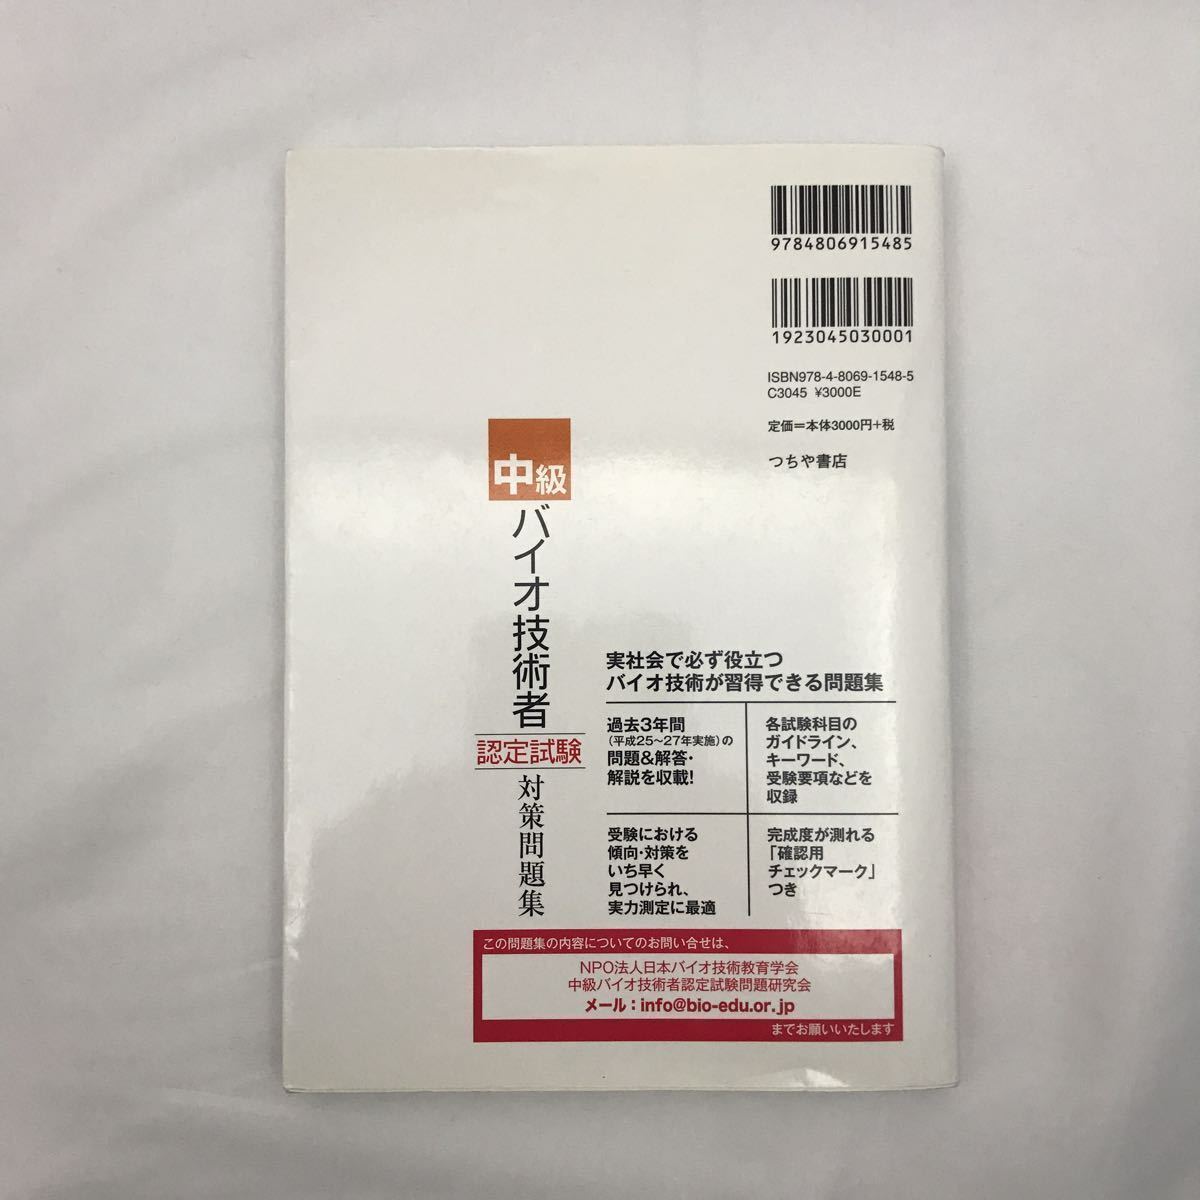 9784806915485
1923045030001
ISBN978-4-8069-1548-5
C3045 ¥3000E
定価＝本体3000円+税
つちや書店
中級
バイオ技術者
認定試験
対策問題集
実社会で必ず役立つ
バイオ技術が習得できる問題集
過去3年間
(平成25～27年実施)の
問題&解答・
解説を収載！
各試験科目の
ガイドライン、
キーワード、
受験要項などを
収録
受験における
傾向・対策を
いち早く
見つけられ、
実力測定に最適
完成度が測れる
「確認用
チェックマーク」
つき
この問題集の内容についてのお問い合せは、
NPO法人日本バイオ技術教育学会
中級バイオ技術者認定試験問題研究会
メール：info@bio-edu.or.jp
までお願いいたします